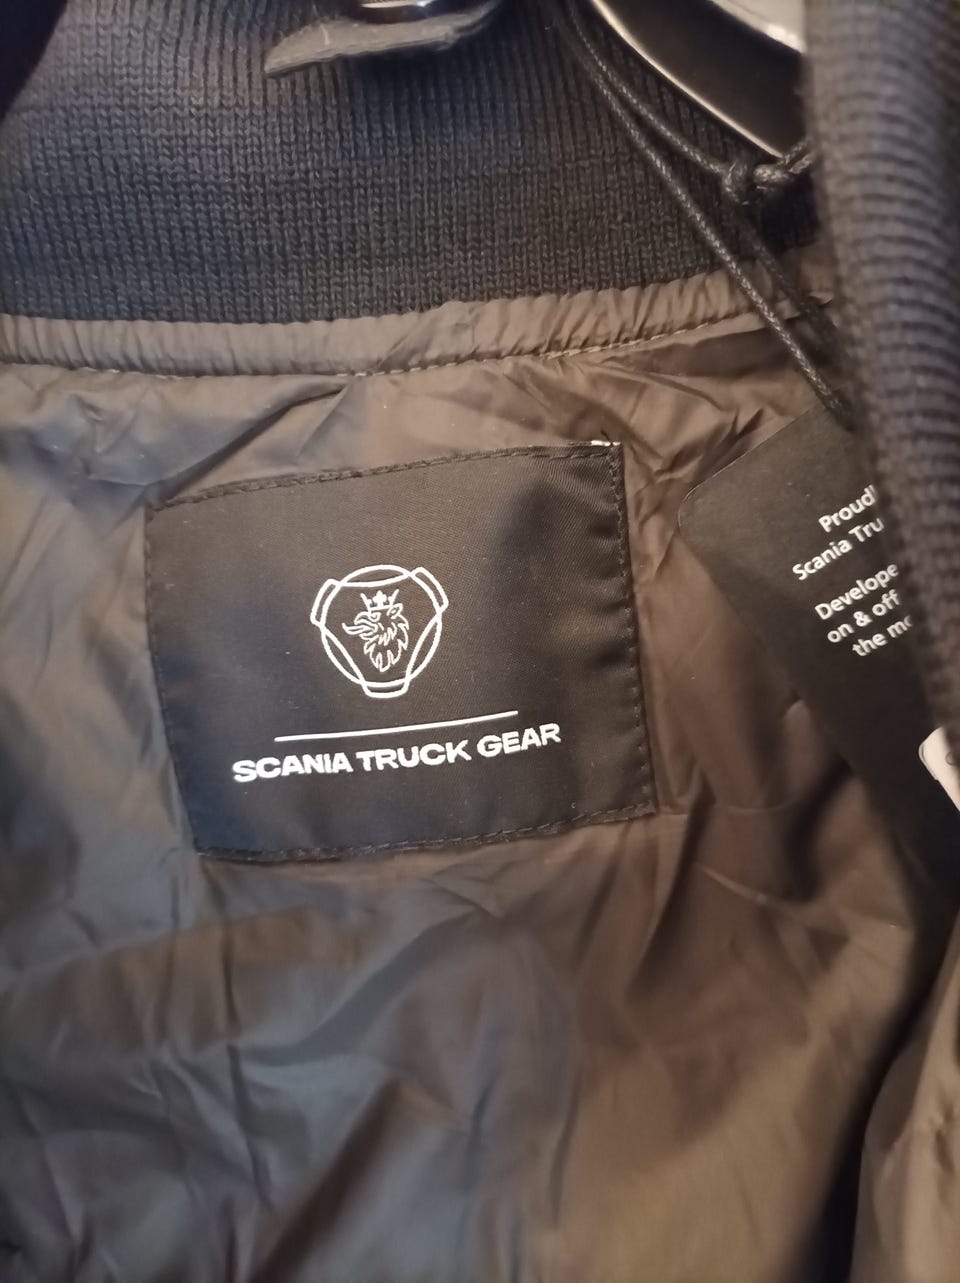 SCANIA TRUCK GEAR
Scania
on & off
the